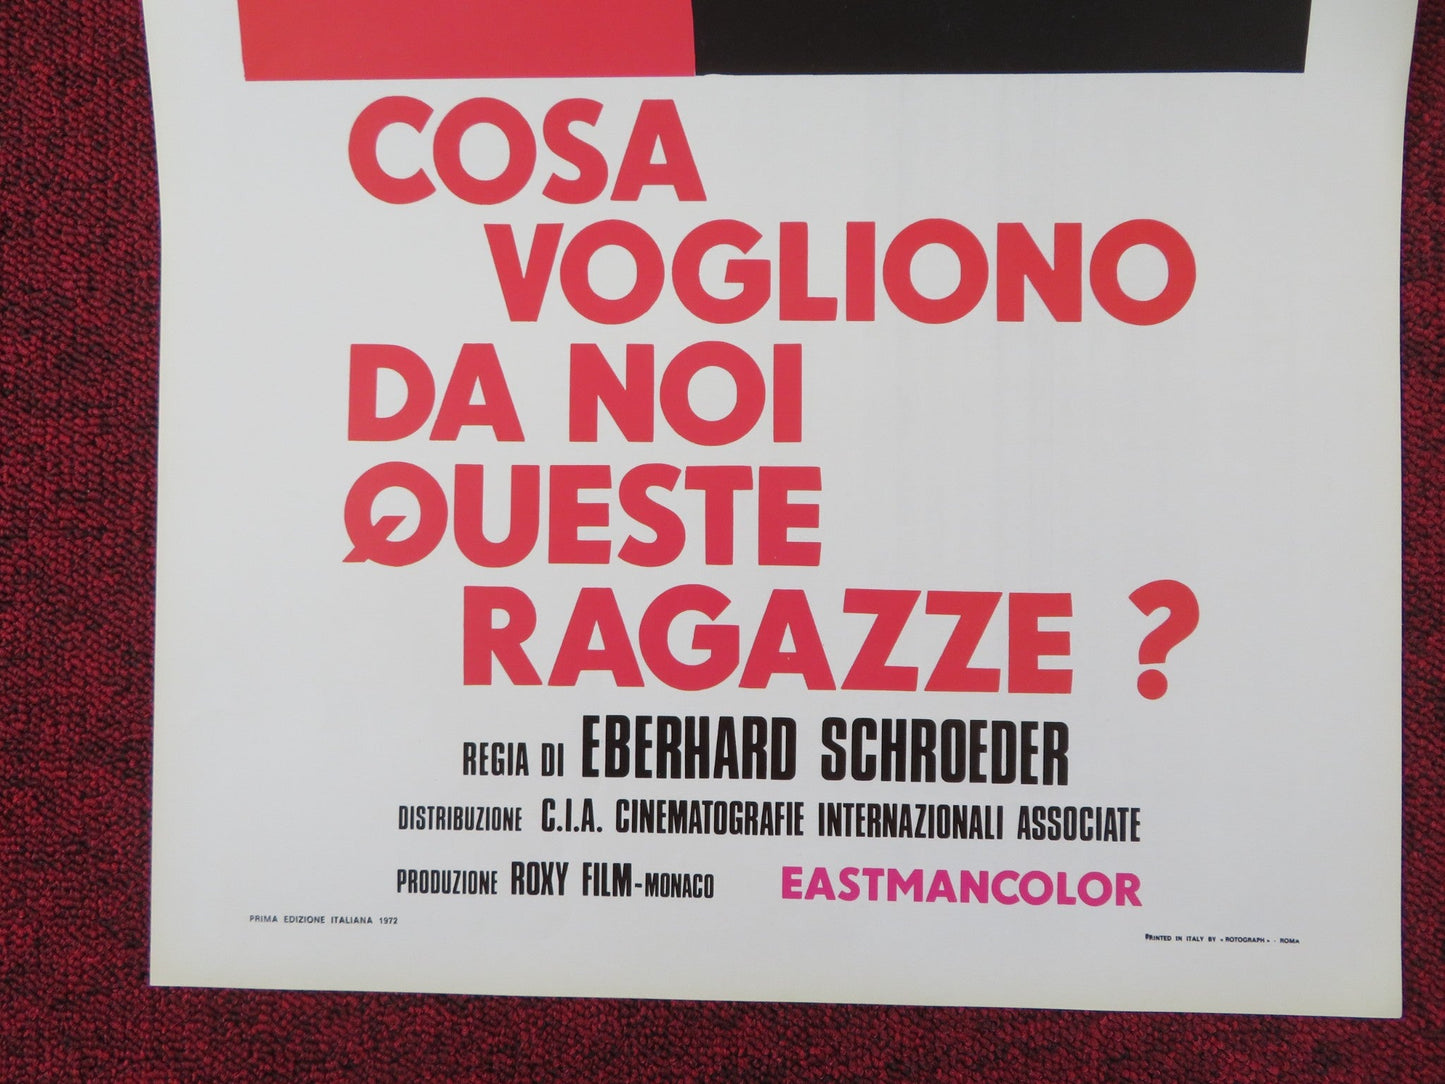 COSA
VOGLIONO
DA NOI
QUESTE
RAGAZZE ?
REGIA DI EBERHARD SCHROEDER
DISTRIBUZIONE C.I.A. CINEMATOGRAFIE INTERNAZIONALI ASSOCIATE
PRODUZIONE ROXY FILM-MONACO EASTMANCOLOR
PRIMA EDIZIONE ITALIANA 1972
PRINTED IN ITALY BY « ROTOGRAPH » - ROMA